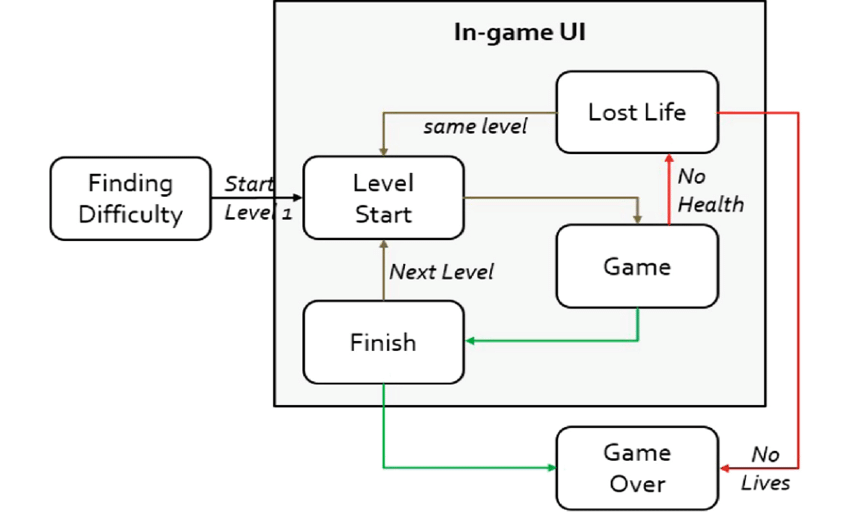 In-game UI
Lost Life
same level
Finding
Difficulty
Start
Level 1
Level
Start
No
Health
Game
Next Level
Finish
Game
Over
No
Lives